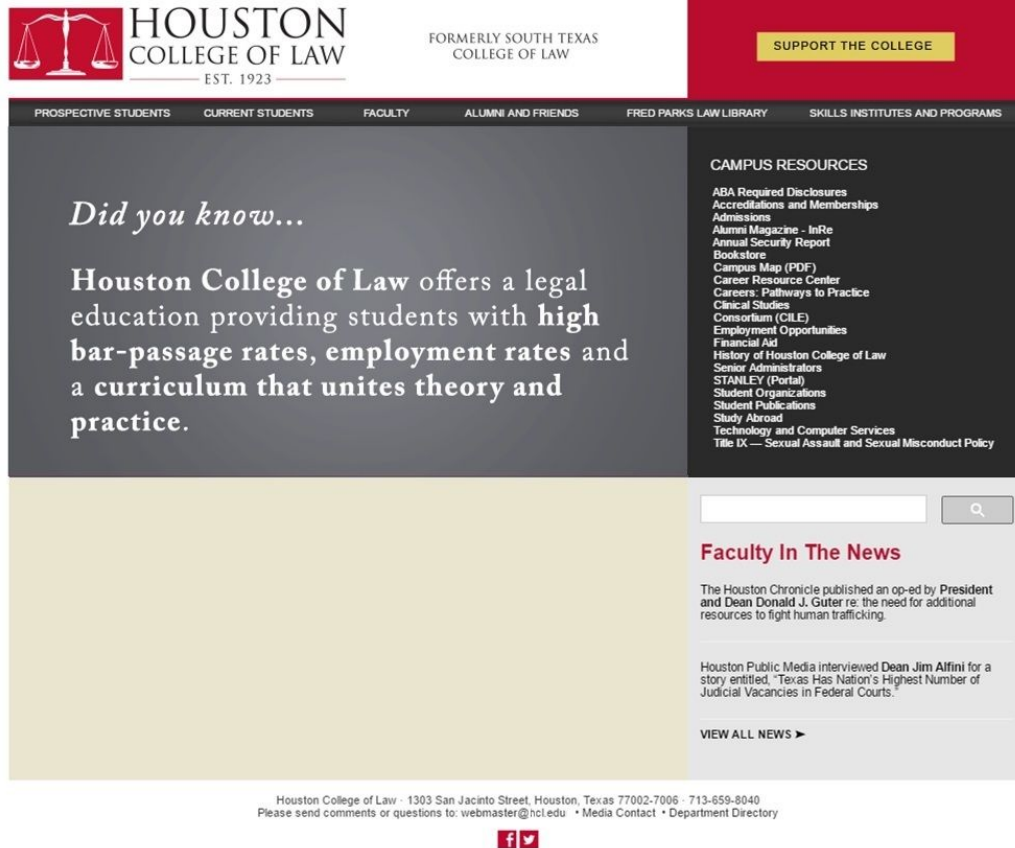 HOUSTON
COLLEGE OF LAW
EST. 1923
FORMERLY SOUTH TEXAS
COLLEGE OF LAW
SUPPORT THE COLLEGE
PROSPECTIVE STUDENTS CURRENT STUDENTS FACULTY ALUMNI AND FRIENDS FRED PARKS LAW LIBRARY SKILLS INSTITUTES AND PROGRAMS
Did you know...
Houston College of Law offers a legal
education providing students with high
bar-passage rates, employment rates and
a curriculum that unites theory and
practice.
CAMPUS RESOURCES
ABA Required Disclosures
Accreditations and Memberships
Admissions
Alumni Magazine - InRe
Annual Security Report
Bookstore
Campus Map (PDF)
Career Resource Center
Careers: Pathways to Practice
Clinical Studies
Consortium (CILE)
Employment Opportunities
Financial Aid
History of Houston College of Law
Senior Administrators
STANLEY (Portal)
Student Organizations
Student Publications
Study Abroad
Technology and Computer Services
Title IX — Sexual Assault and Sexual Misconduct Policy
Faculty In The News
The Houston Chronicle published an op-ed by President
and Dean Donald J. Guter re: the need for additional
resources to fight human trafficking.
Houston Public Media interviewed Dean Jim Alfini for a
story entitled, “Texas Has Nation’s Highest Number of
Judicial Vacancies in Federal Courts.”
VIEW ALL NEWS ➤
Houston College of Law · 1303 San Jacinto Street, Houston, Texas 77002-7006 · 713-659-8040
Please send comments or questions to: webmaster@hcl.edu • Media Contact • Department Directory